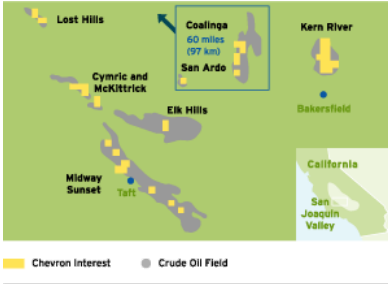 Lost Hills
Coalinga
60 miles
(97 km)
San Ardo
Kern River
Cymric and
McKittrick
Elk Hills
Bakersfield
Midway
Sunset
Taft
California
San
Joaquin
Valley
Chevron Interest
Crude Oil Field